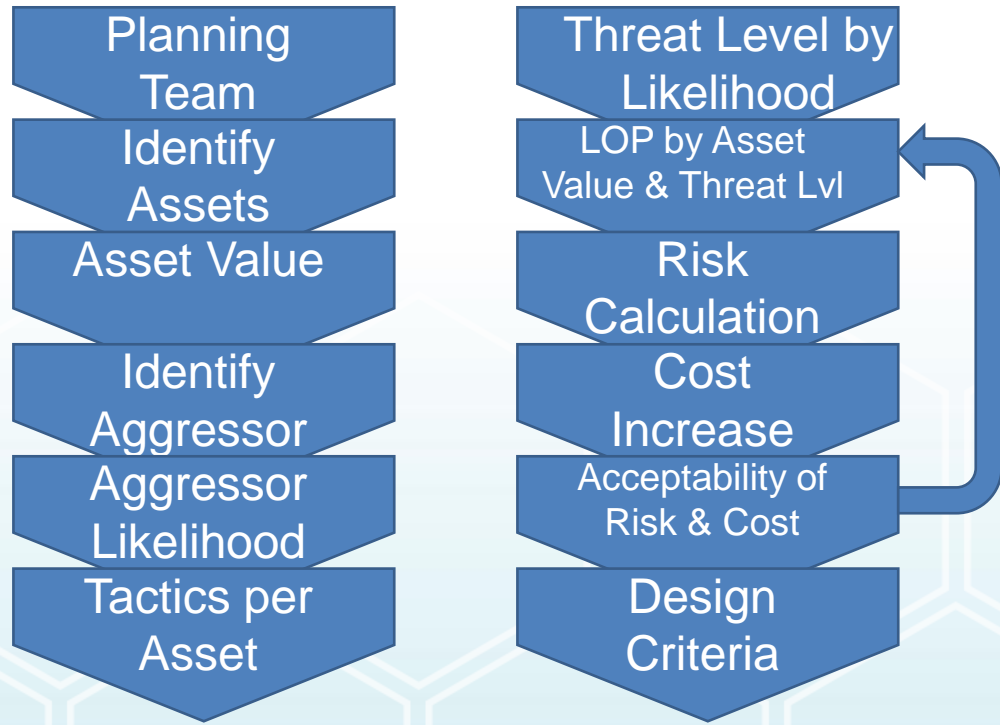 Planning
Team
Identify
Assets
Asset Value
Identify
Aggressor
Aggressor
Likelihood
Tactics per
Asset
Threat Level by
Likelihood
LOP by Asset
Value & Threat Lvl
Risk
Calculation
Cost
Increase
Acceptability of
Risk & Cost
Design
Criteria